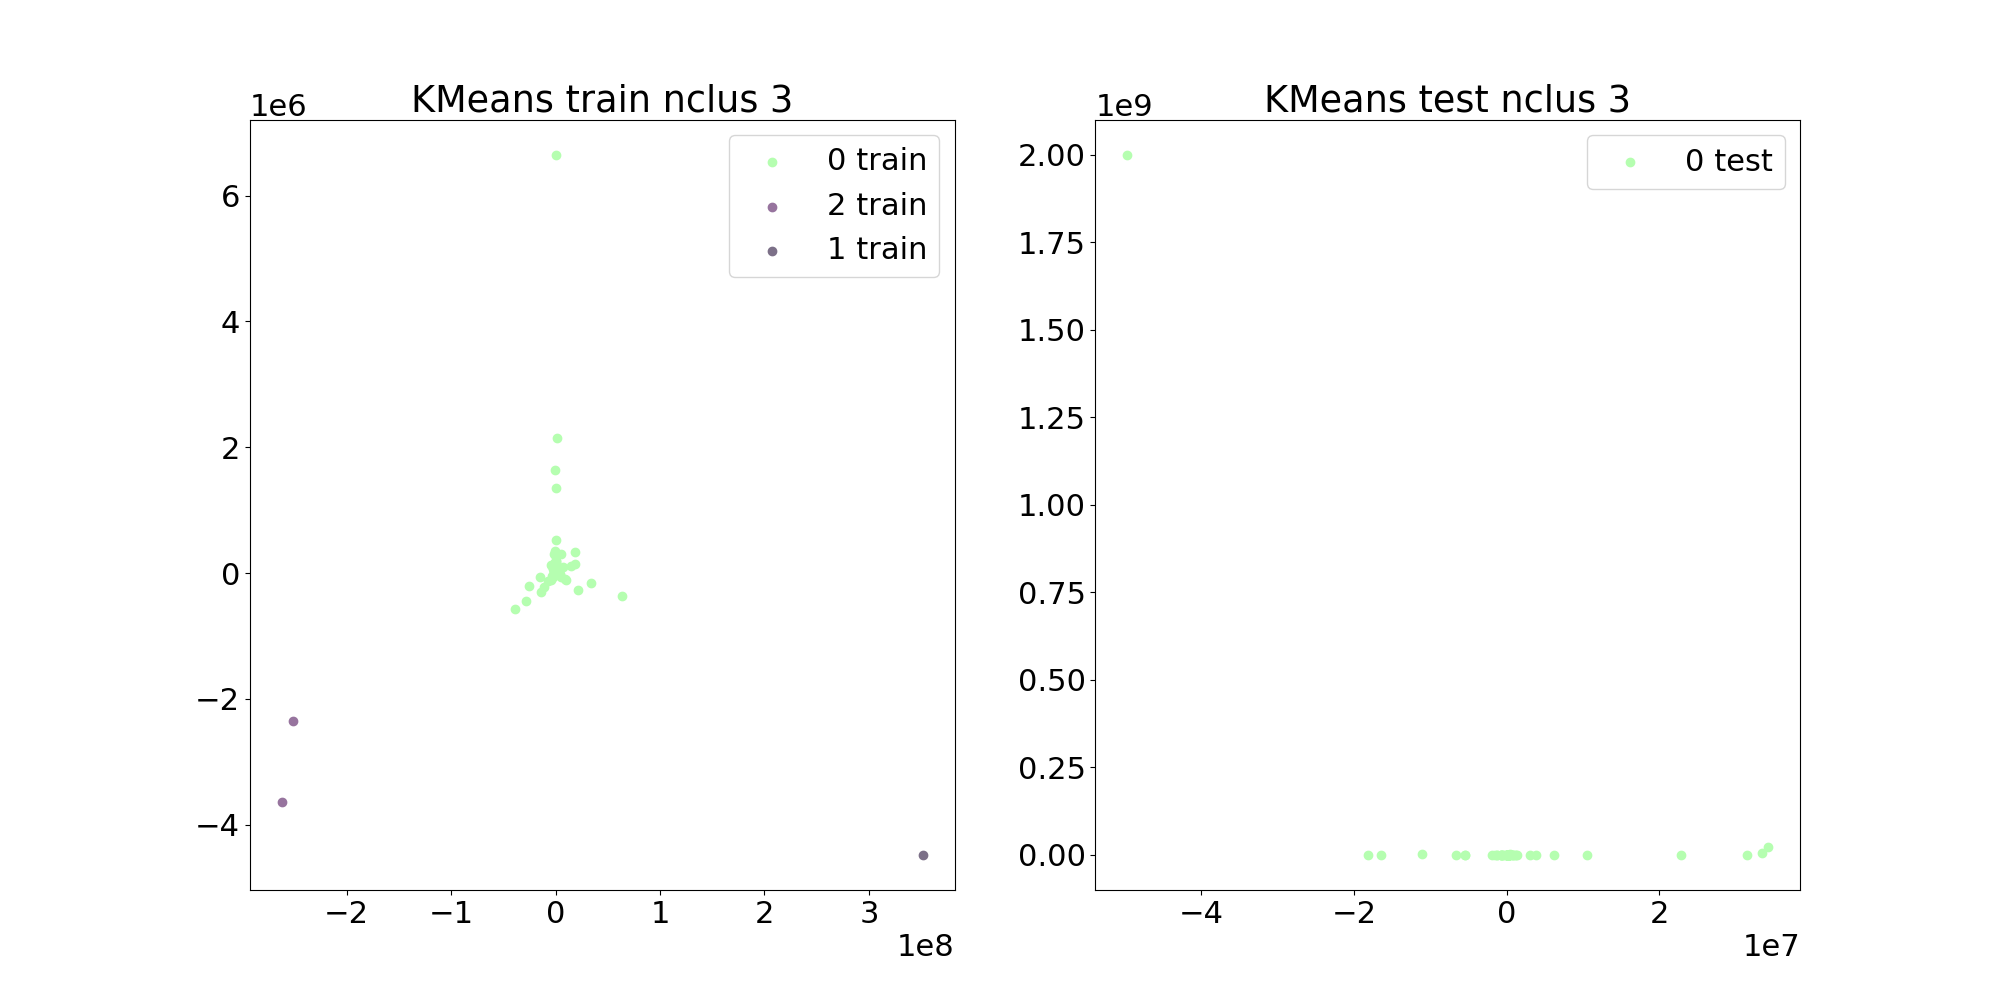 KMeans train nclus 3
1e6
0 train
2 train
1 train
6
4
2
0
−2
−4
−2 −1 0 1 2 3
1e8
KMeans test nclus 3
1e9
0 test
2.00
1.75
1.50
1.25
1.00
0.75
0.50
0.25
0.00
−4 −2 0 2
1e7